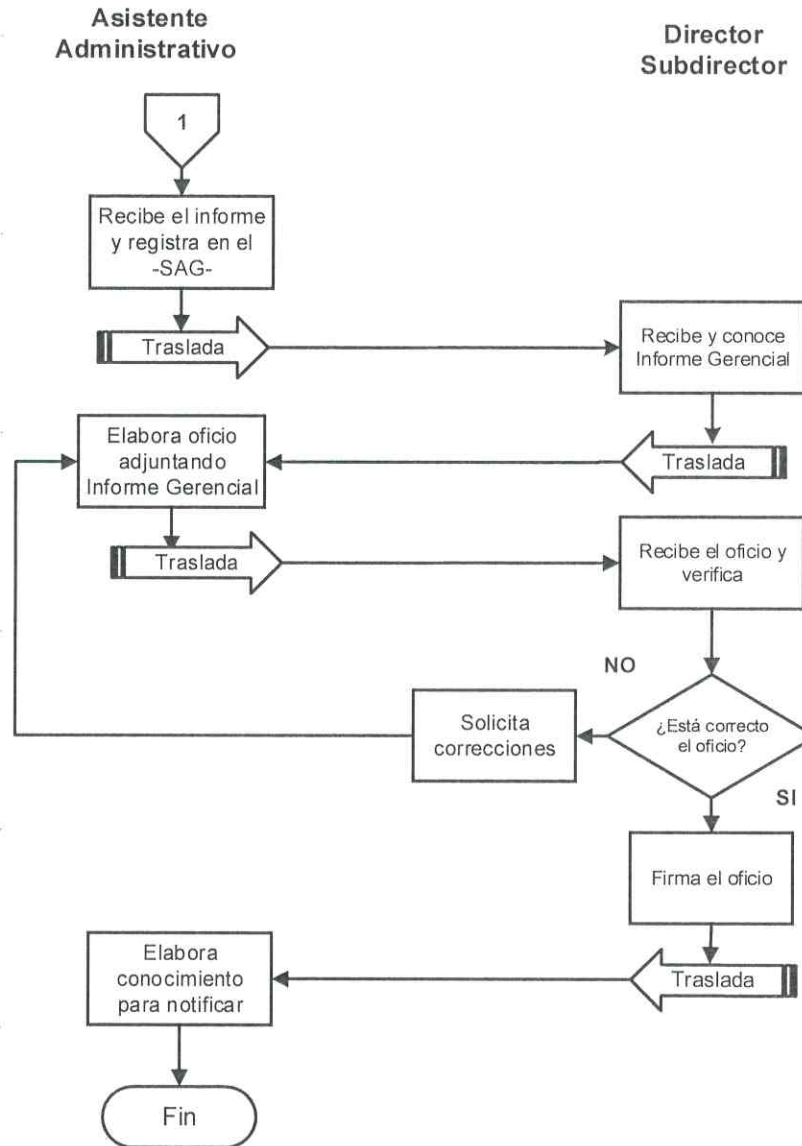 Asistente
Administrativo
Director
Subdirector
1
Recibe el informe
y registra en el
-SAG-
Traslada
Recibe y conoce
Informe Gerencial
Traslada
Elabora oficio
adjuntando
Informe Gerencial
Traslada
Recibe el oficio y
verifica
NO
¿Está correcto
el oficio?
Solicita
correcciones
SI
Firma el oficio
Traslada
Elabora
conocimiento
para notificar
Fin